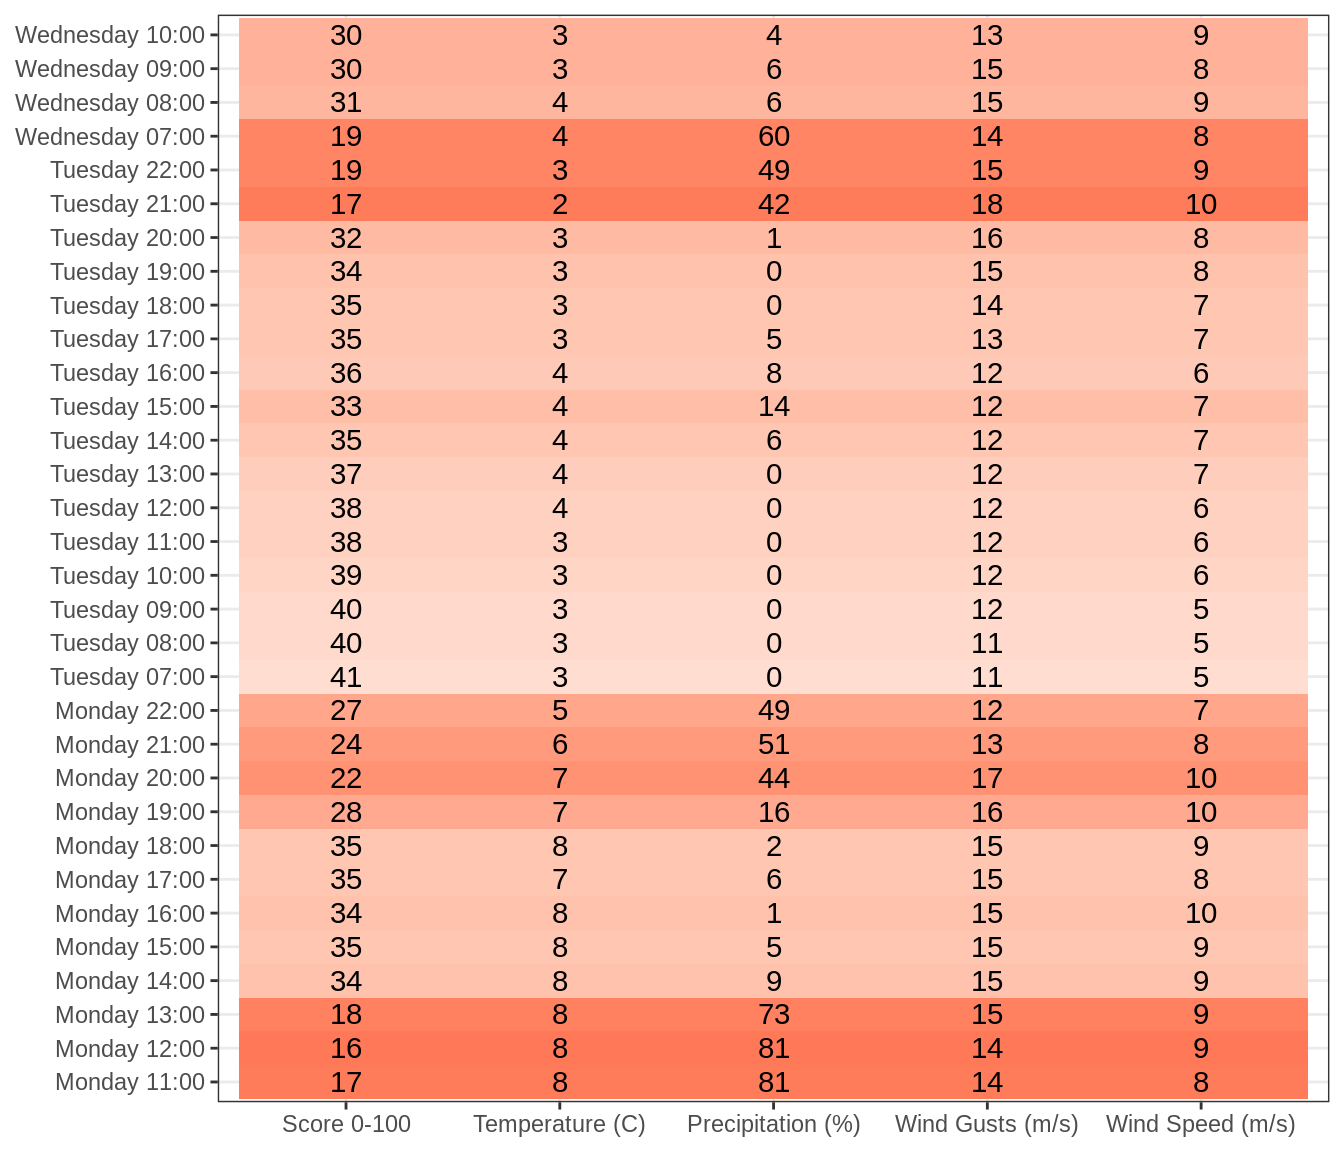 Wednesday 10:00 30 3 4 13 9
Wednesday 09:00 30 3 6 15 8
Wednesday 08:00 31 4 6 15 9
Wednesday 07:00 19 4 60 14 8
Tuesday 22:00 19 3 49 15 9
Tuesday 21:00 17 2 42 18 10
Tuesday 20:00 32 3 1 16 8
Tuesday 19:00 34 3 0 15 8
Tuesday 18:00 35 3 0 14 7
Tuesday 17:00 35 3 5 13 7
Tuesday 16:00 36 4 8 12 6
Tuesday 15:00 33 4 14 12 7
Tuesday 14:00 35 4 6 12 7
Tuesday 13:00 37 4 0 12 7
Tuesday 12:00 38 4 0 12 6
Tuesday 11:00 38 3 0 12 6
Tuesday 10:00 39 3 0 12 6
Tuesday 09:00 40 3 0 12 5
Tuesday 08:00 40 3 0 11 5
Tuesday 07:00 41 3 0 11 5
Monday 22:00 27 5 49 12 7
Monday 21:00 24 6 51 13 8
Monday 20:00 22 7 44 17 10
Monday 19:00 28 7 16 16 10
Monday 18:00 35 8 2 15 9
Monday 17:00 35 7 6 15 8
Monday 16:00 34 8 1 15 10
Monday 15:00 35 8 5 15 9
Monday 14:00 34 8 9 15 9
Monday 13:00 18 8 73 15 9
Monday 12:00 16 8 81 14 9
Monday 11:00 17 8 81 14 8
Score 0-100 Temperature (C) Precipitation (%) Wind Gusts (m/s) Wind Speed (m/s)